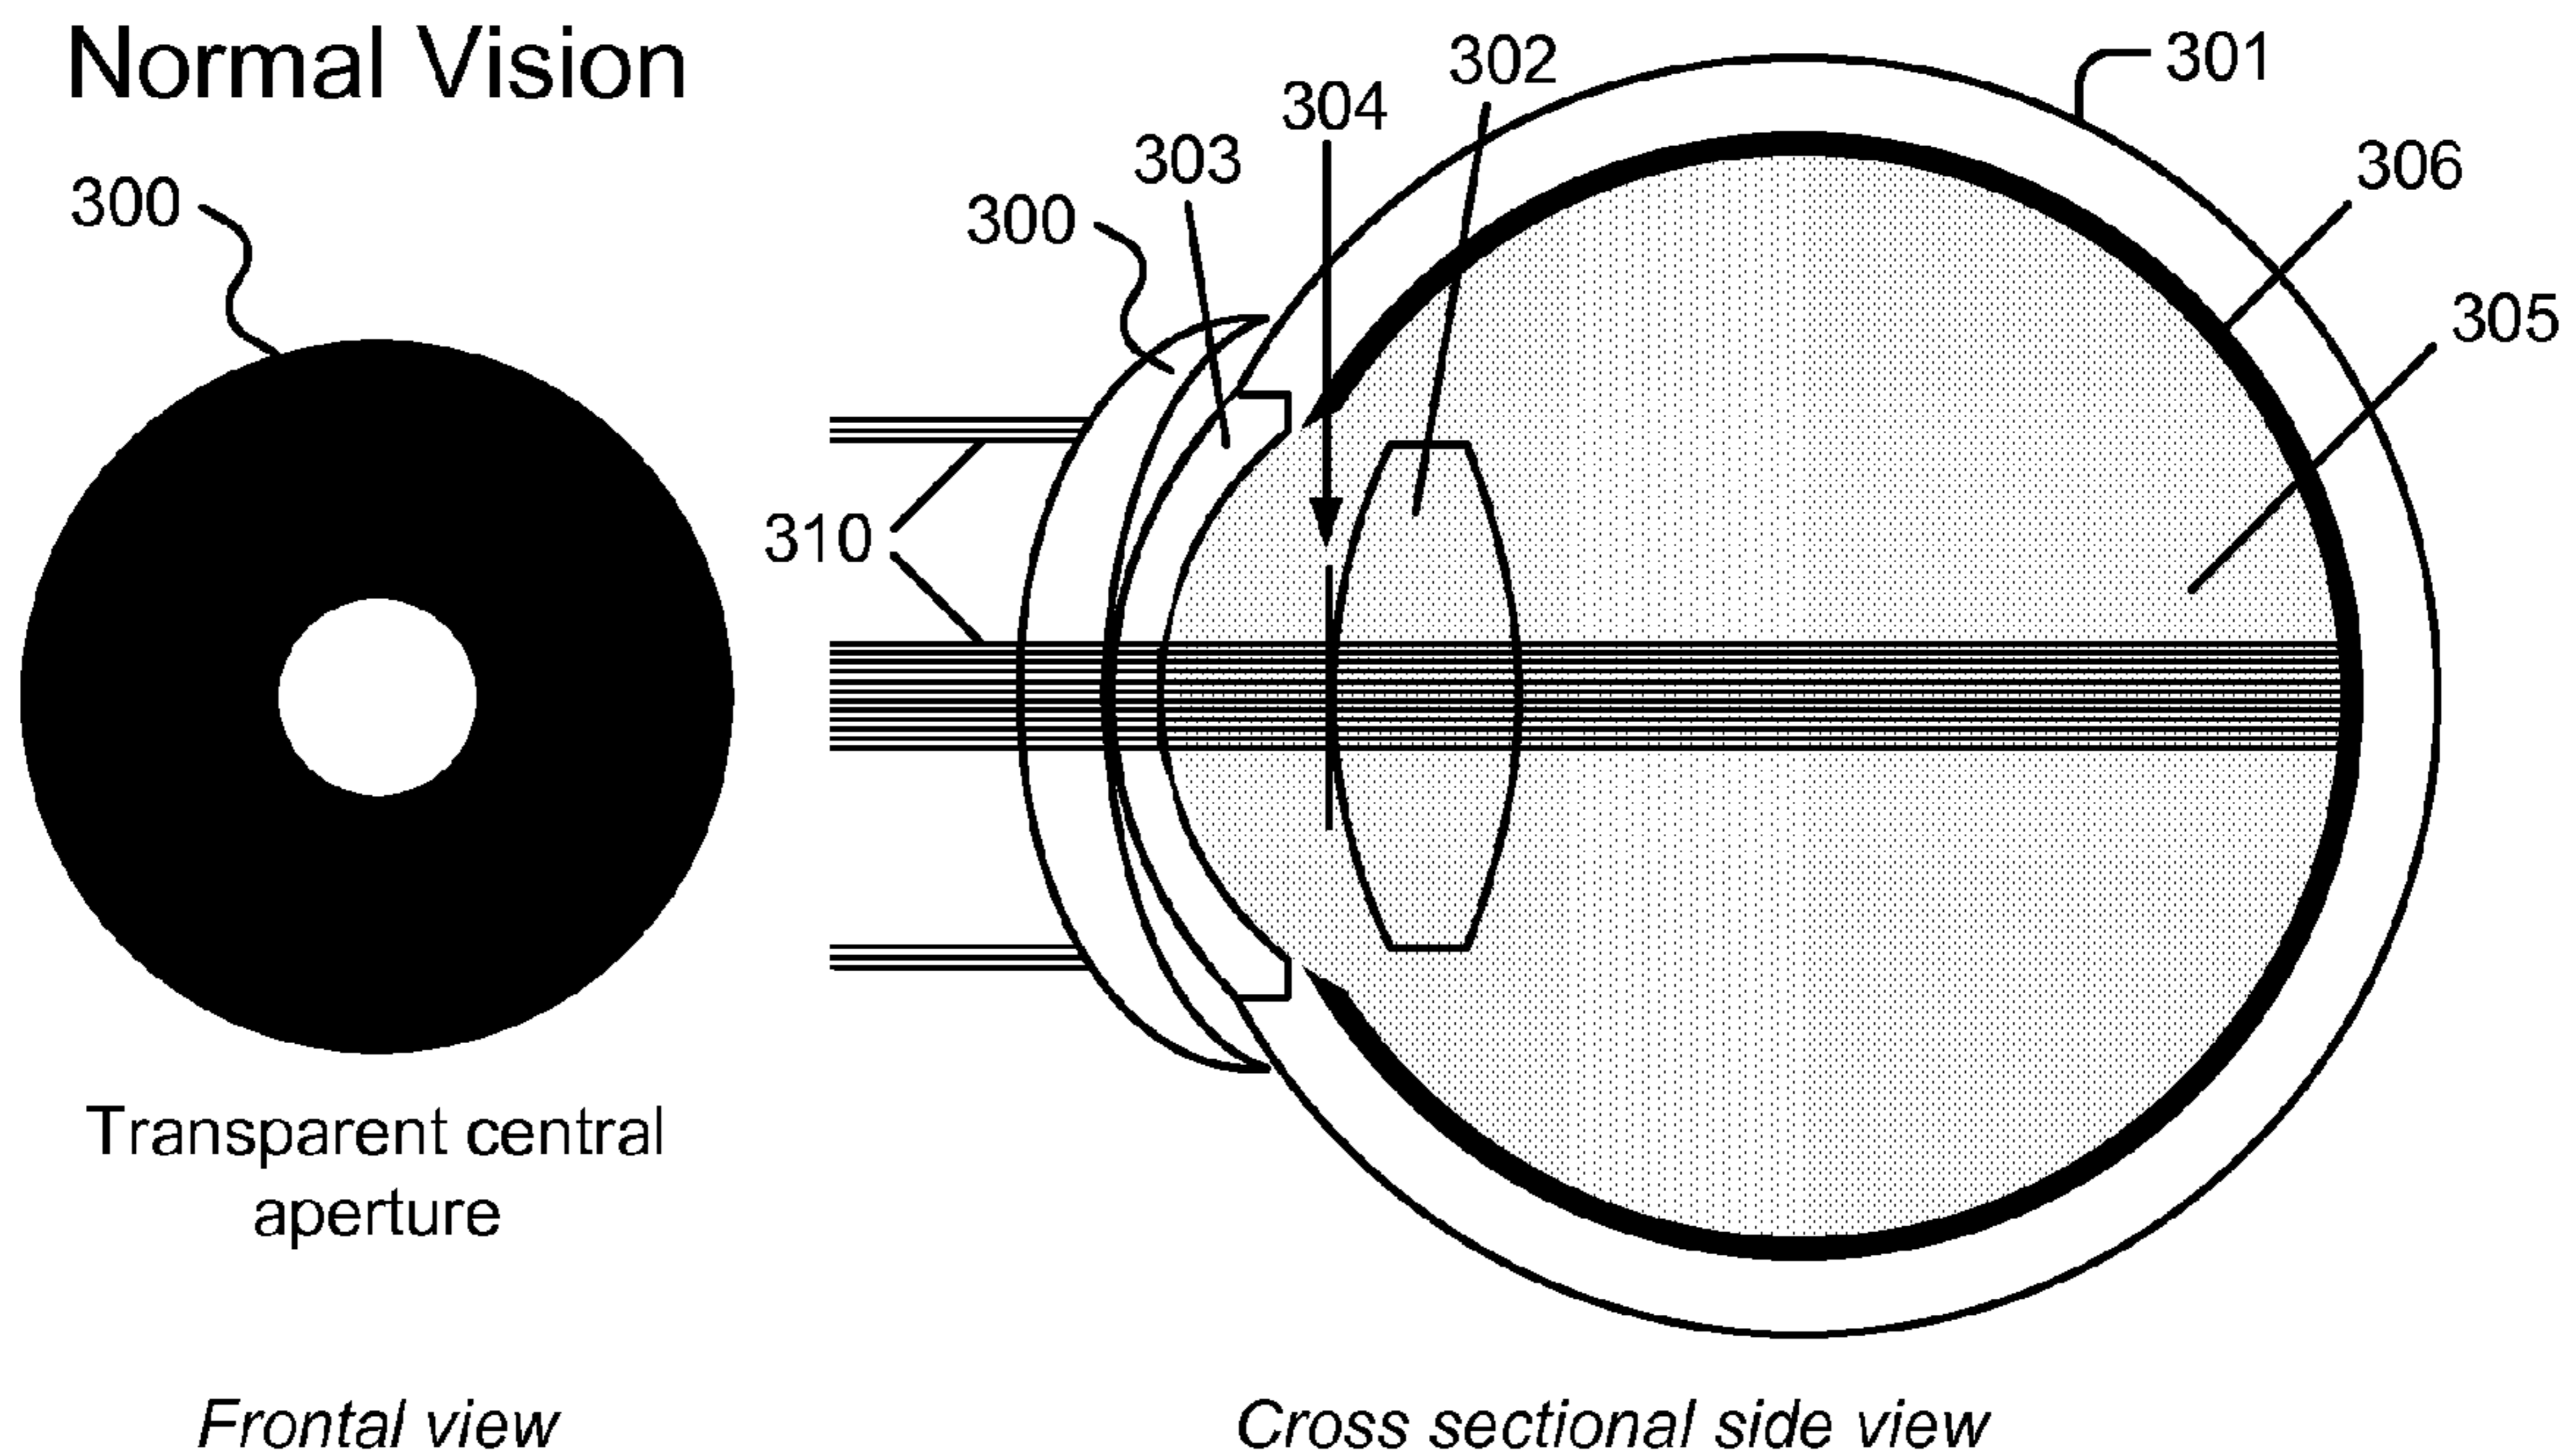 Normal Vision
300
Transparent central
aperture
Frontal view
302
301
304
303
306
300
305
310
Cross sectional side view